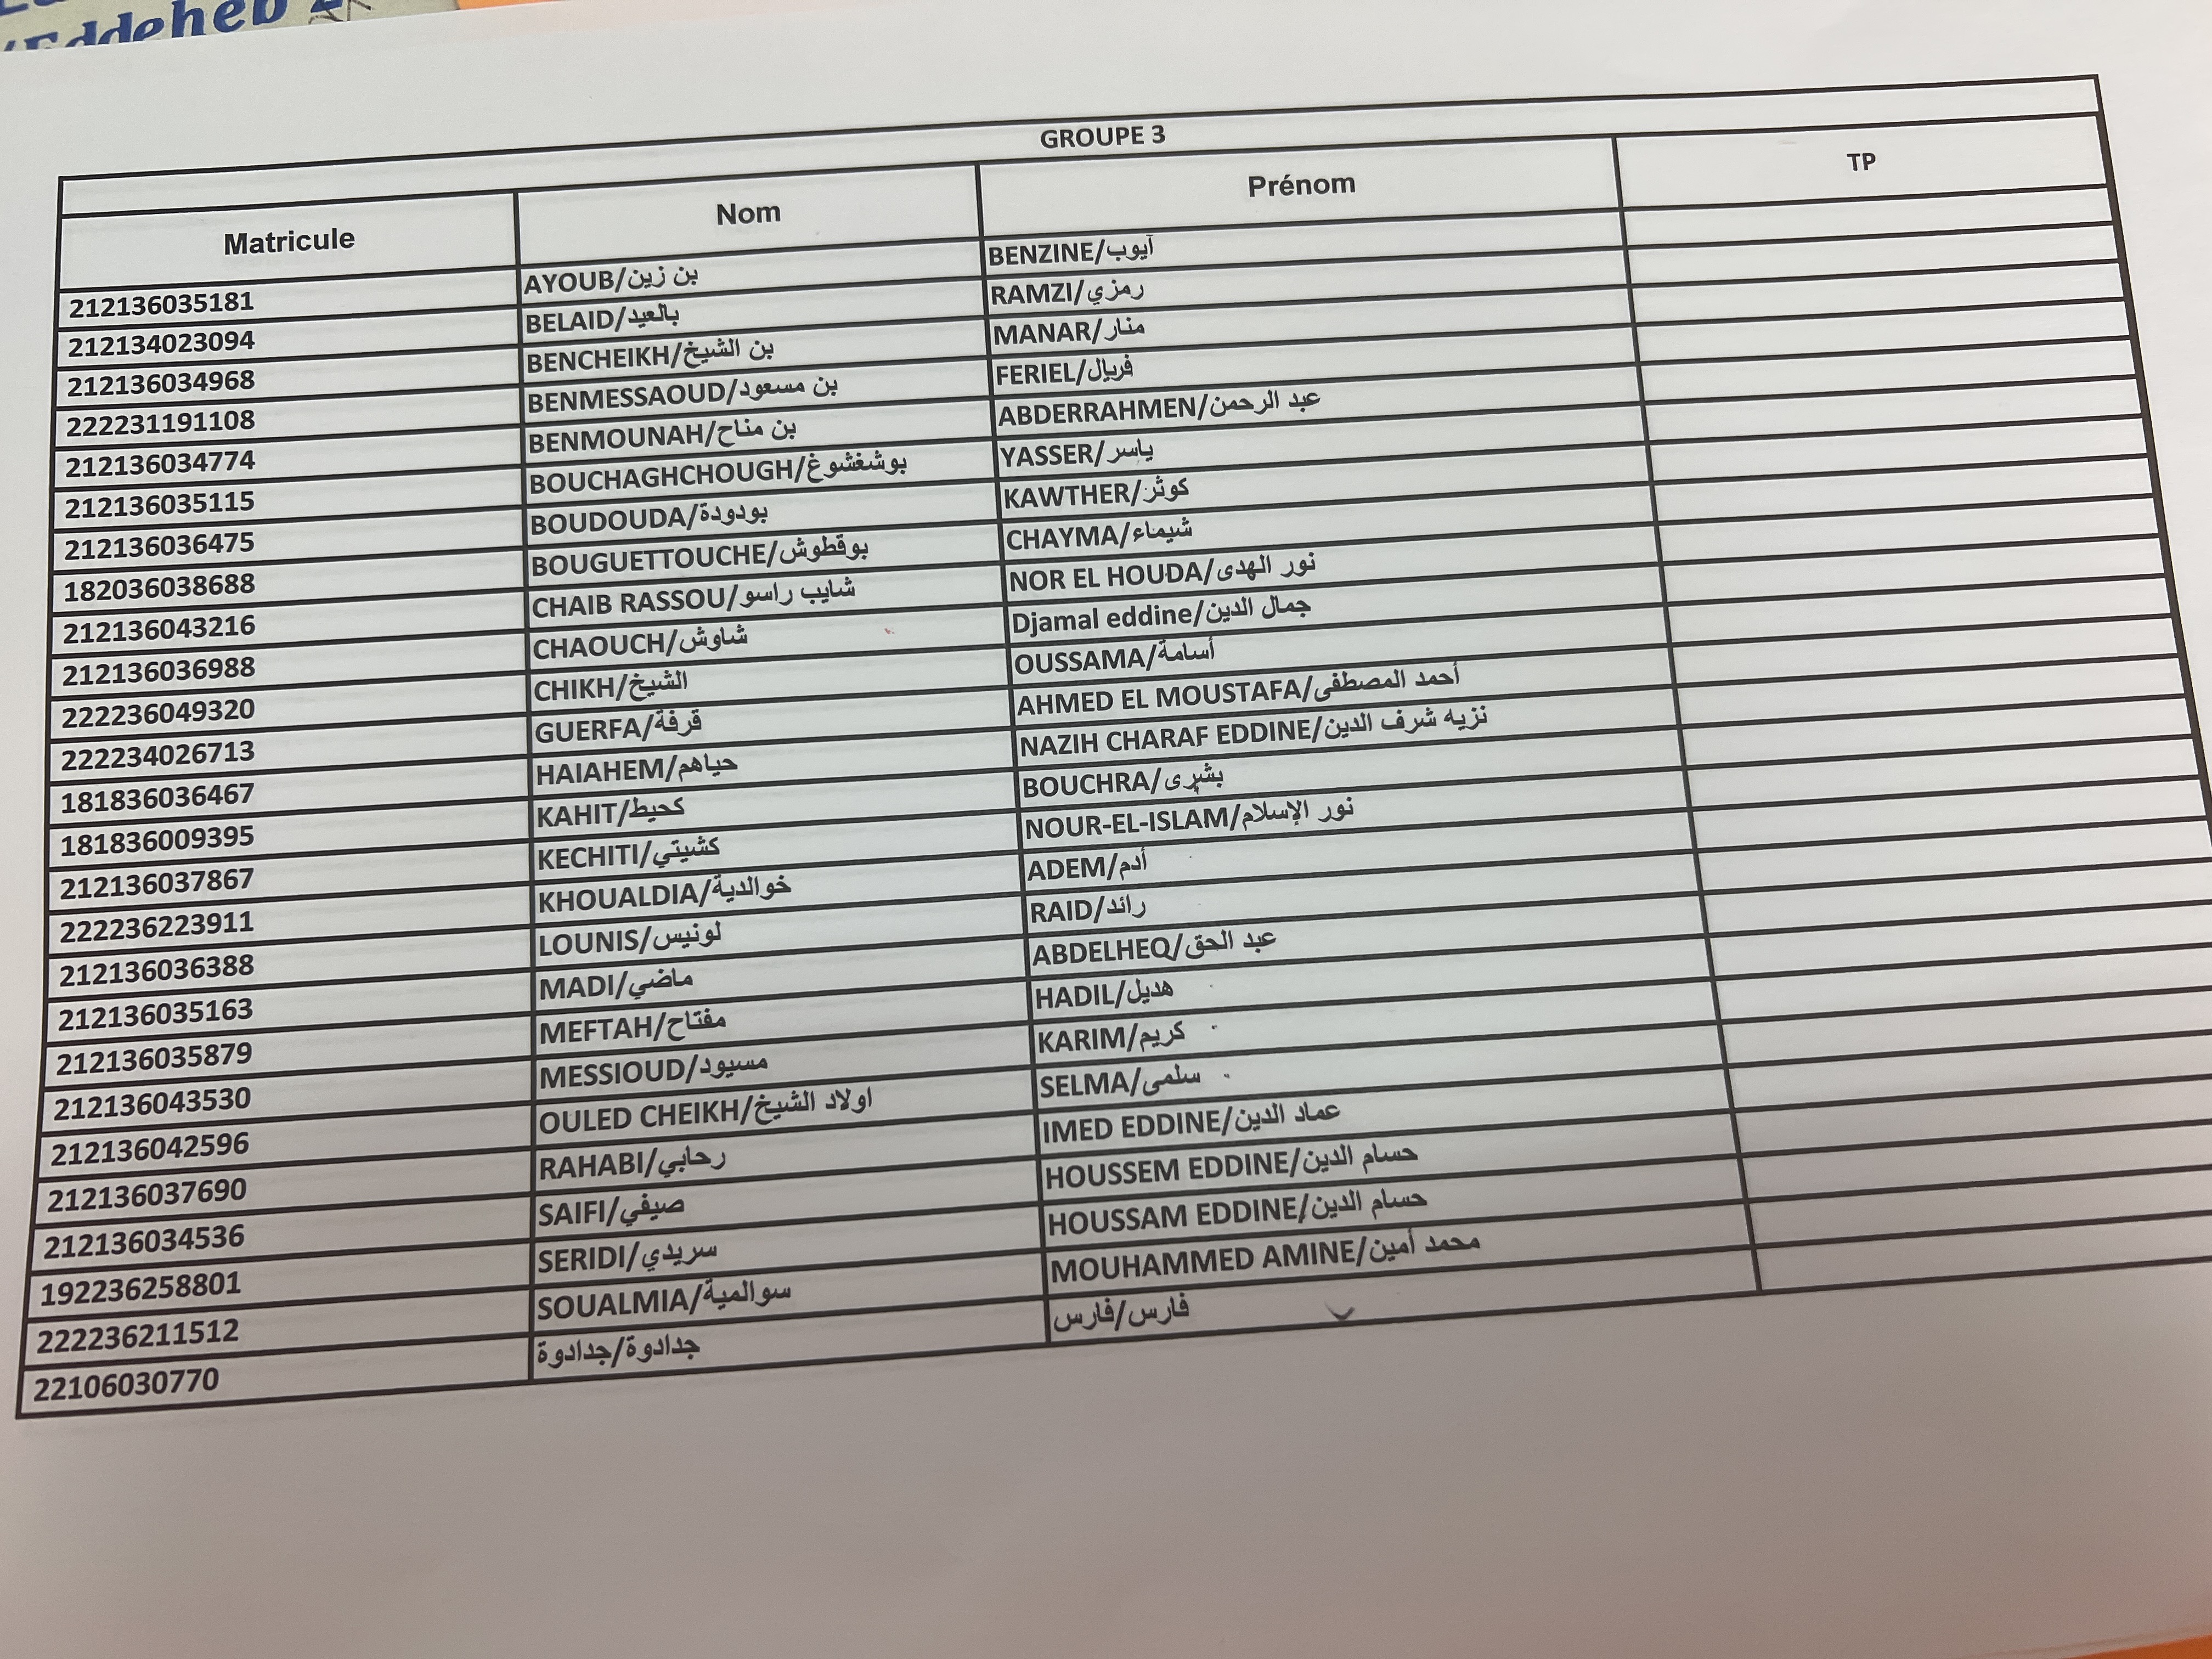 GROUPE 3
Matricule Nom Prénom TP
212136035181 AYOUB/بن زين BENZINE/أيوب
212134023094 BELAID/بالعيد RAMZI/رمزي
212136034968 BENCHEIKH/بن الشيخ MANAR/منار
222231191108 BENMESSAOUD/بن مسعود FERIEL/فريال
212136034774 BENMOUNAH/بن مناح ABDERRAHMEN/عبد الرحمن
212136035115 BOUCHAGHCHOUGH/بوشغشوغ YASSER/ياسر
212136036475 BOUDOUDA/بودودة KAWTHER/كوثر
182036038688 BOUGUETTOUCHE/بوقطوش CHAYMA/شيماء
212136043216 CHAIB RASSOU/شايب راسو NOR EL HOUDA/نور الهدى
212136036988 CHAOUCH/شاوش Djamal eddine/جمال الدين
222236049320 CHIKH/الشيخ OUSSAMA/أسامة
222234026713 GUERFA/قرفة AHMED EL MOUSTAFA/أحمد المصطفى
181836036467 HAIAHEM/حياهم NAZIH CHARAF EDDINE/نزيه شرف الدين
181836009395 KAHIT/كحيط BOUCHRA/بشرى
212136037867 KECHITI/كشيتي NOUR-EL-ISLAM/نور الإسلام
222236223911 KHOUALDIA/خوالدية ADEM/أدم
212136036388 LOUNIS/لونيس RAID/رائد
212136035163 MADI/ماضي ABDELHEQ/عبد الحق
212136035879 MEFTAH/مفتاح HADIL/هديل
212136043530 MESSIOUD/مسيود KARIM/كريم
212136042596 OULED CHEIKH/اولاد الشيخ SELMA/سلمى
212136037690 RAHABI/رحابي IMED EDDINE/عماد الدين
212136034536 SAIFI/صيفي HOUSSEM EDDINE/حسام الدين
192236258801 SERIDI/سريدي HOUSSAM EDDINE/حسام الدين
222236211512 SOUALMIA/سوالمية MOUHAMMED AMINE/محمد أمين
22106030770 جدادوة/جدادوة فارس/فارس